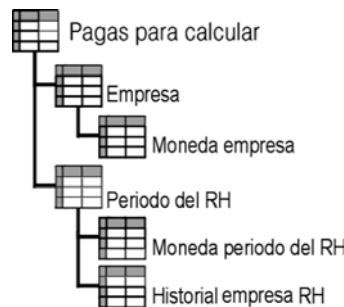 Pagas para calcular
Empresa
Moneda empresa
Periodo del RH
Moneda periodo del RH
Historial empresa RH